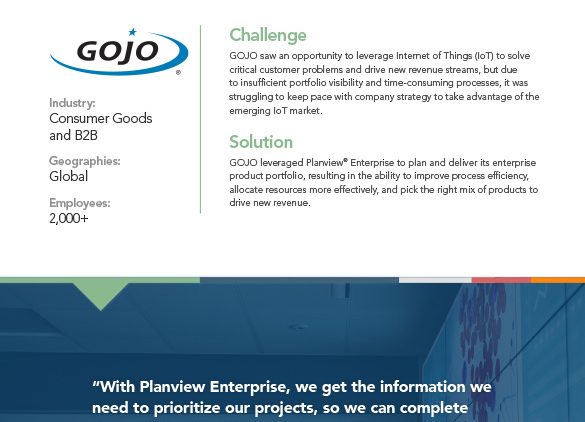 GOJO
®
Industry:
Consumer Goods
and B2B
Geographies:
Global
Employees:
2,000+
Challenge
GOJO saw an opportunity to leverage Internet of Things (IoT) to solve
critical customer problems and drive new revenue streams, but due
to insufficient portfolio visibility and time-consuming processes, it was
struggling to keep pace with company strategy to take advantage of the
emerging IoT market.
Solution
GOJO leveraged Planview® Enterprise to plan and deliver its enterprise
product portfolio, resulting in the ability to improve process efficiency,
allocate resources more effectively, and pick the right mix of products to
drive new revenue.
“With Planview Enterprise, we get the information we
need to prioritize our projects, so we can complete